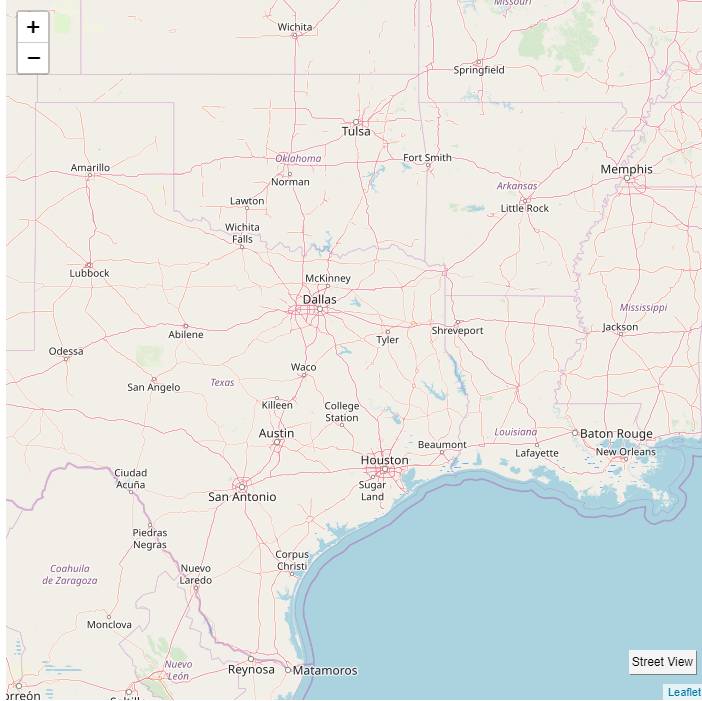 Missouri
+
−
Wichita
Springfield
Tulsa
Oklahoma
Fort Smith
Amarillo
Norman
Memphis
Arkansas
Lawton
Little Rock
Wichita
Falls
Lubbock
McKinney
Dallas
Mississippi
Abilene
Tyler
Shreveport
Jackson
Odessa
Waco
San Angelo
Texas
Killeen
College
Station
Austin
Louisiana
Baton Rouge
Beaumont
Lafayette
New Orleans
Houston
Ciudad
Acuña
Sugar
Land
San Antonio
Piedras
Negras
Corpus
Christi
Coahuila
de Zaragoza
Nuevo
Laredo
Monclova
Nuevo
León
Reynosa
Matamoros
Street View
orreón
Leaflet